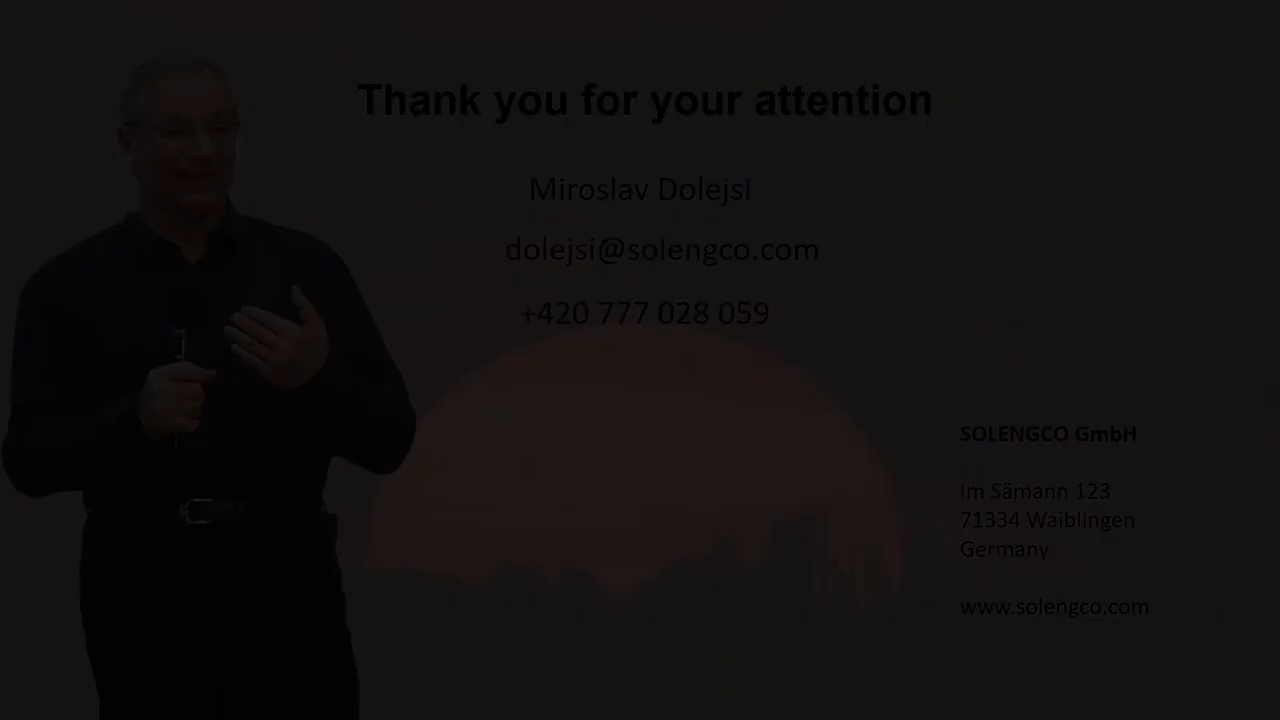 Thank you for your attention
Miroslav Dolejsi
dolejsi@solengco.com
+420 777 028 059
SOLENGCO GmbH
Im Sämann 123
71334 Waiblingen
Germany
www.solengco.com